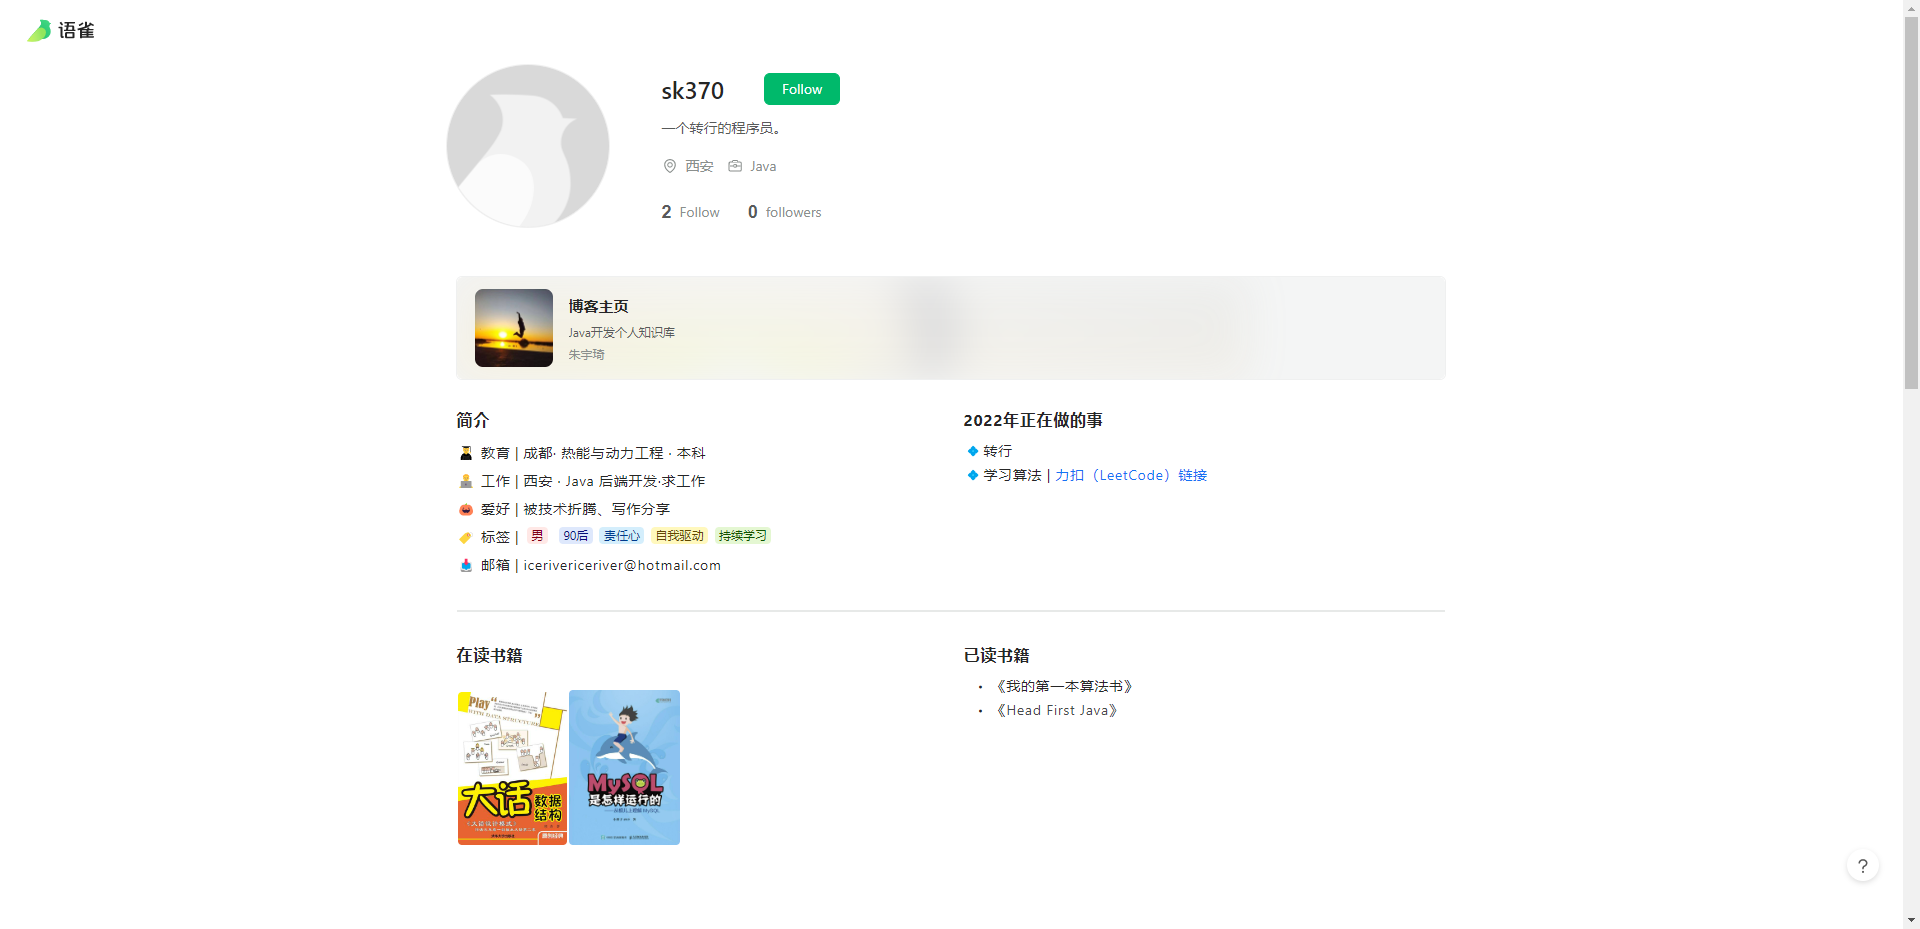 语雀
sk370
Follow
一个转行的程序员。
西安 Java
2 Follow 0 followers
博客主页
Java开发个人知识库
朱宇琦
简介
教育 | 成都· 热能与动力工程 · 本科
工作 | 西安 · Java 后端开发·求工作
爱好 | 被技术折腾、写作分享
标签 | 男 90后 责任心 自我驱动 持续学习
邮箱 | icerivericeriver@hotmail.com
2022年正在做的事
转行
学习算法 | 力扣（LeetCode）链接
在读书籍
Play
WITH DATA STRUCTURE
大话
数据
结构
MySQL
是怎样运行的
已读书籍
• 《我的第一本算法书》
• 《Head First Java》
?